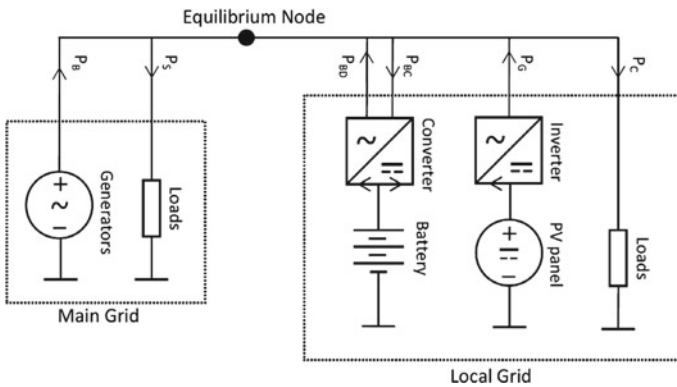 Equilibrium Node
P_B
P_S
P_BD
P_BC
P_G
P_C
Generators
Loads
Converter
Battery
Inverter
PV panel
Loads
Main Grid
Local Grid